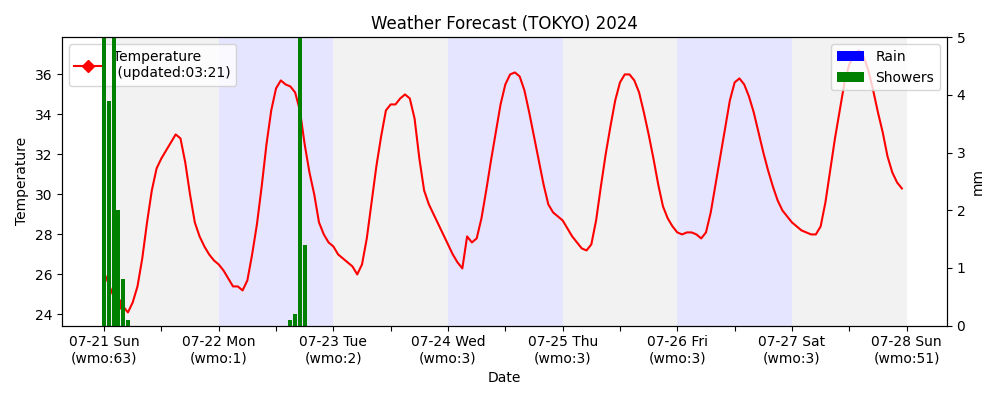 Weather Forecast (TOKYO) 2024
Temperature
(updated:03:21)
Rain
Showers
36
34
32
30
28
26
24
Temperature
5
4
3
2
1
0
mm
07-21 Sun
(wmo:63)
07-22 Mon
(wmo:1)
07-23 Tue
(wmo:2)
07-24 Wed
(wmo:3)
07-25 Thu
(wmo:3)
07-26 Fri
(wmo:3)
07-27 Sat
(wmo:3)
07-28 Sun
(wmo:51)
Date